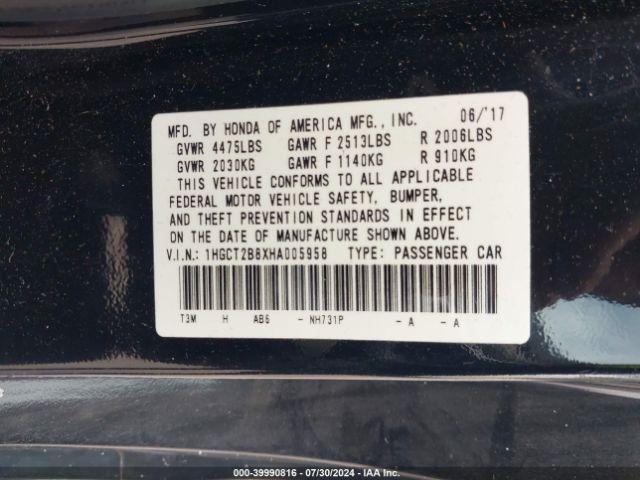 MFD. BY HONDA OF AMERICA MFG., INC. 06/'17
GVWR 4475LBS GAWR F 2513LBS R 2006LBS
GVWR 2030KG GAWR F 1140KG R 910KG
THIS VEHICLE CONFORMS TO ALL APPLICABLE
FEDERAL MOTOR VEHICLE SAFETY, BUMPER,
AND THEFT PREVENTION STANDARDS IN EFFECT
ON THE DATE OF MANUFACTURE SHOWN ABOVE.
V.I.N.: 1HGCT2B8XHA005958 TYPE: PASSENGER CAR
T3M H AB6 - NH731P - A - A
000-39990816 / 07/30/2024 / IAA Inc.